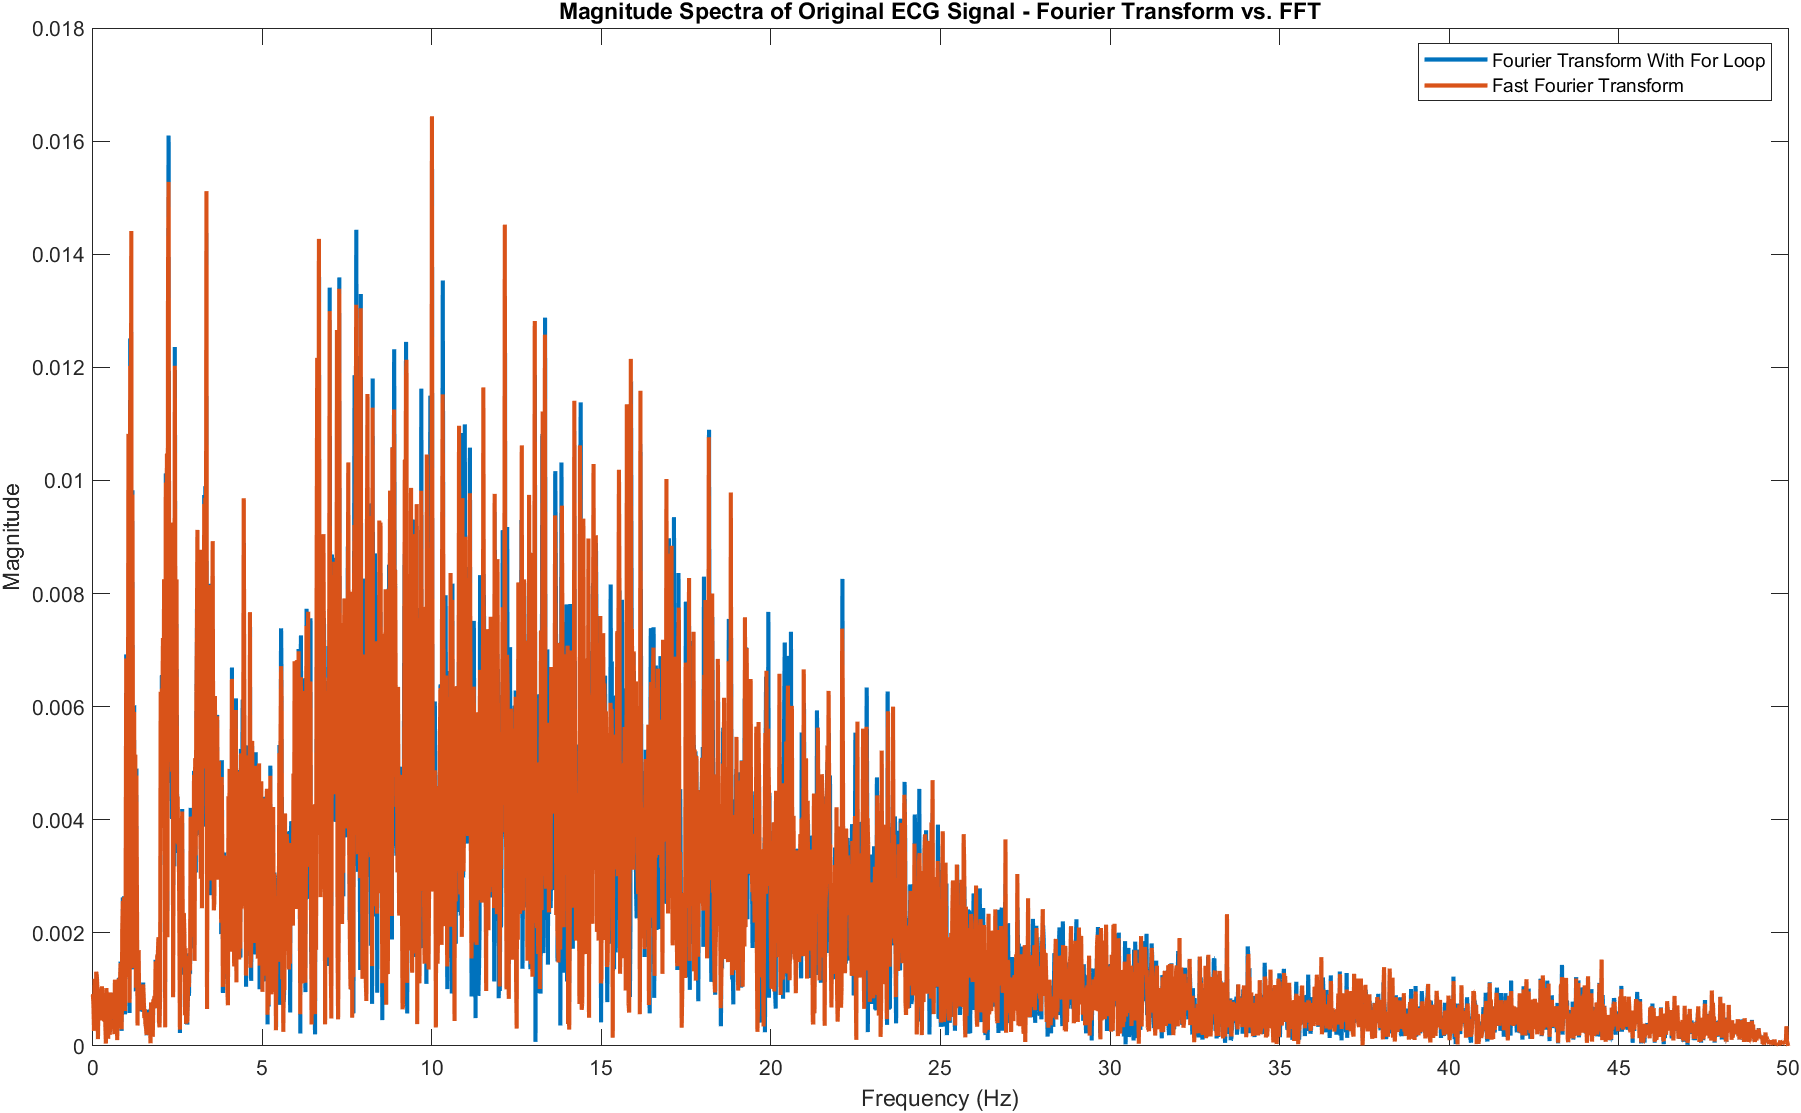 Magnitude Spectra of Original ECG Signal - Fourier Transform vs. FFT
Fourier Transform With For Loop
Fast Fourier Transform
Magnitude
0.018
0.016
0.014
0.012
0.01
0.008
0.006
0.004
0.002
0
0 5 10 15 20 25 30 35 40 45 50
Frequency (Hz)